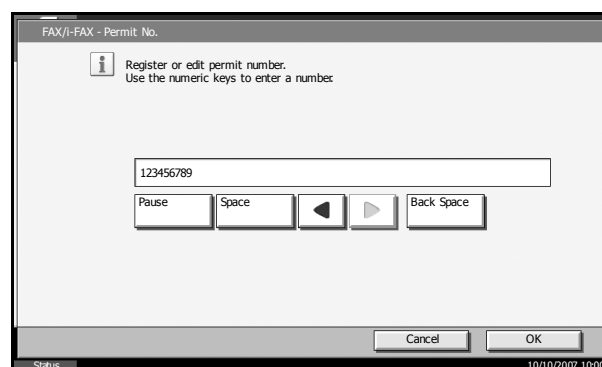 FAX/i-FAX - Permit No.
Register or edit permit number.
Use the numeric keys to enter a number.
123456789
Pause
Space
Back Space
Cancel
OK
Status
10/10/2007 10:00